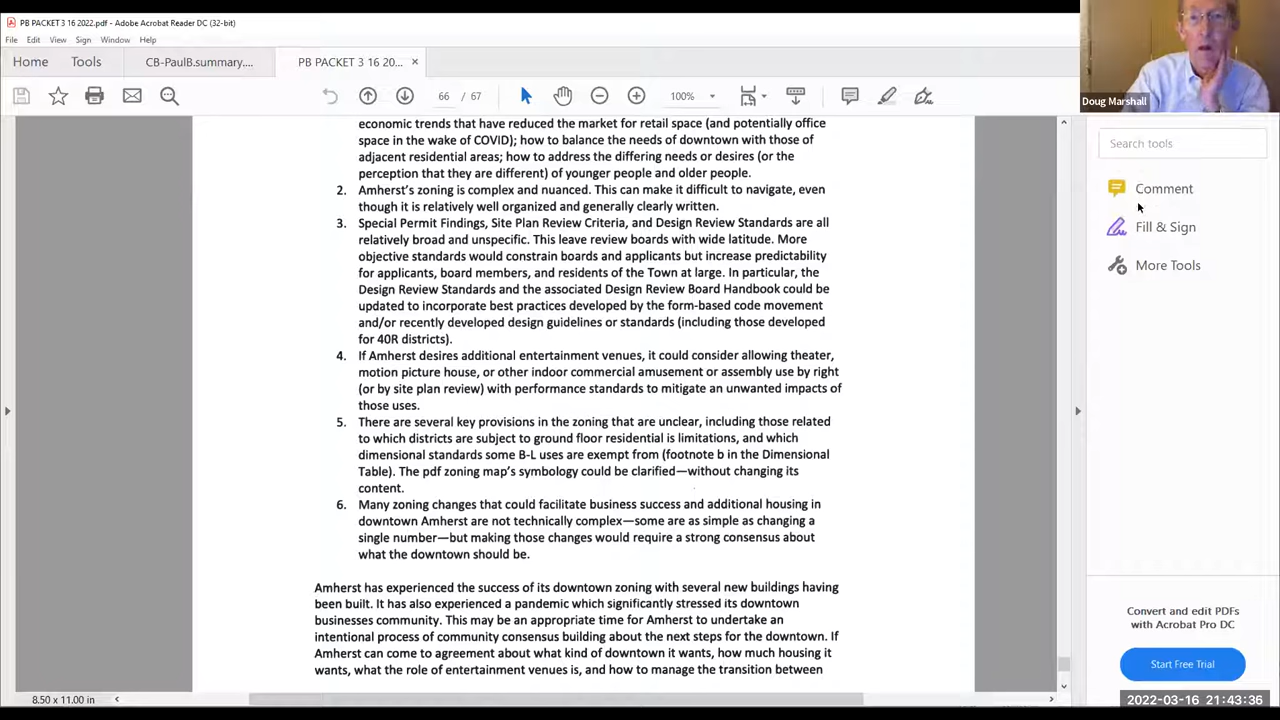 PB PACKET 3 16 2022.pdf - Adobe Acrobat Reader DC (32-bit)
File Edit View Sign Window Help
Home Tools CB-PaulB.summary.... PB PACKET 3 16 20... ×
66 / 67 100%
Doug Marshall
economic trends that have reduced the market for retail space (and potentially office
space in the wake of COVID); how to balance the needs of downtown with those of
adjacent residential areas; how to address the differing needs or desires (or the
perception that they are different) of younger people and older people.
2. Amherst's zoning is complex and nuanced. This can make it difficult to navigate, even
though it is relatively well organized and generally clearly written.
3. Special Permit Findings, Site Plan Review Criteria, and Design Review Standards are all
relatively broad and unspecific. This leave review boards with wide latitude. More
objective standards would constrain boards and applicants but increase predictability
for applicants, board members, and residents of the Town at large. In particular, the
Design Review Standards and the associated Design Review Board Handbook could be
updated to incorporate best practices developed by the form-based code movement
and/or recently developed design guidelines or standards (including those developed
for 40R districts).
4. If Amherst desires additional entertainment venues, it could consider allowing theater,
motion picture house, or other indoor commercial amusement or assembly use by right
(or by site plan review) with performance standards to mitigate an unwanted impacts of
those uses.
5. There are several key provisions in the zoning that are unclear, including those related
to which districts are subject to ground floor residential is limitations, and which
dimensional standards some B-L uses are exempt from (footnote b in the Dimensional
Table). The pdf zoning map's symbology could be clarified—without changing its
content.
6. Many zoning changes that could facilitate business success and additional housing in
downtown Amherst are not technically complex—some are as simple as changing a
single number—but making those changes would require a strong consensus about
what the downtown should be.
Amherst has experienced the success of its downtown zoning with several new buildings having
been built. It has also experienced a pandemic which significantly stressed its downtown
businesses community. This may be an appropriate time for Amherst to undertake an
intentional process of community consensus building about the next steps for the downtown. If
Amherst can come to agreement about what kind of downtown it wants, how much housing it
wants, what the role of entertainment venues is, and how to manage the transition between
8.50 x 11.00 in
Search tools
Comment
Fill & Sign
More Tools
Convert and edit PDFs
with Acrobat Pro DC
Start Free Trial
2022-03-16 21:43:36